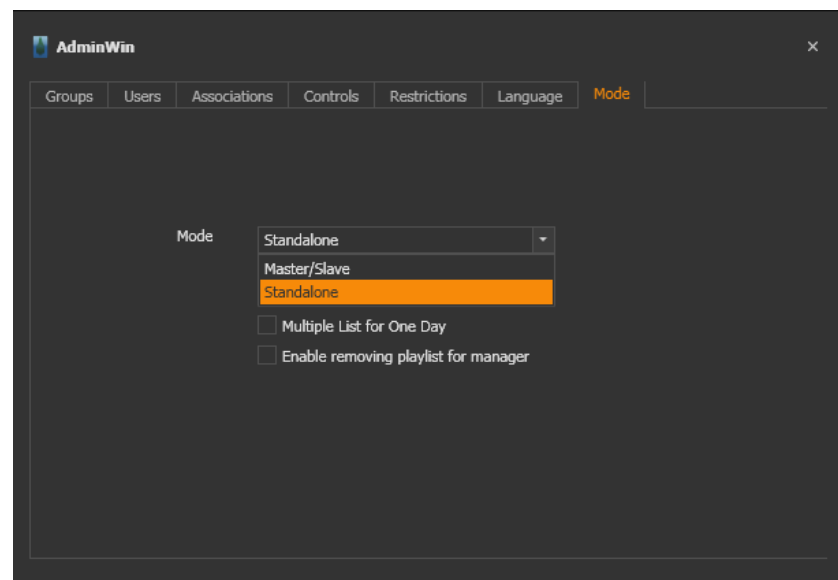 AdminWin
Groups Users Associations Controls Restrictions Language Mode
Mode Standalone
Master/Slave
Standalone
Multiple List for One Day
Enable removing playlist for manager